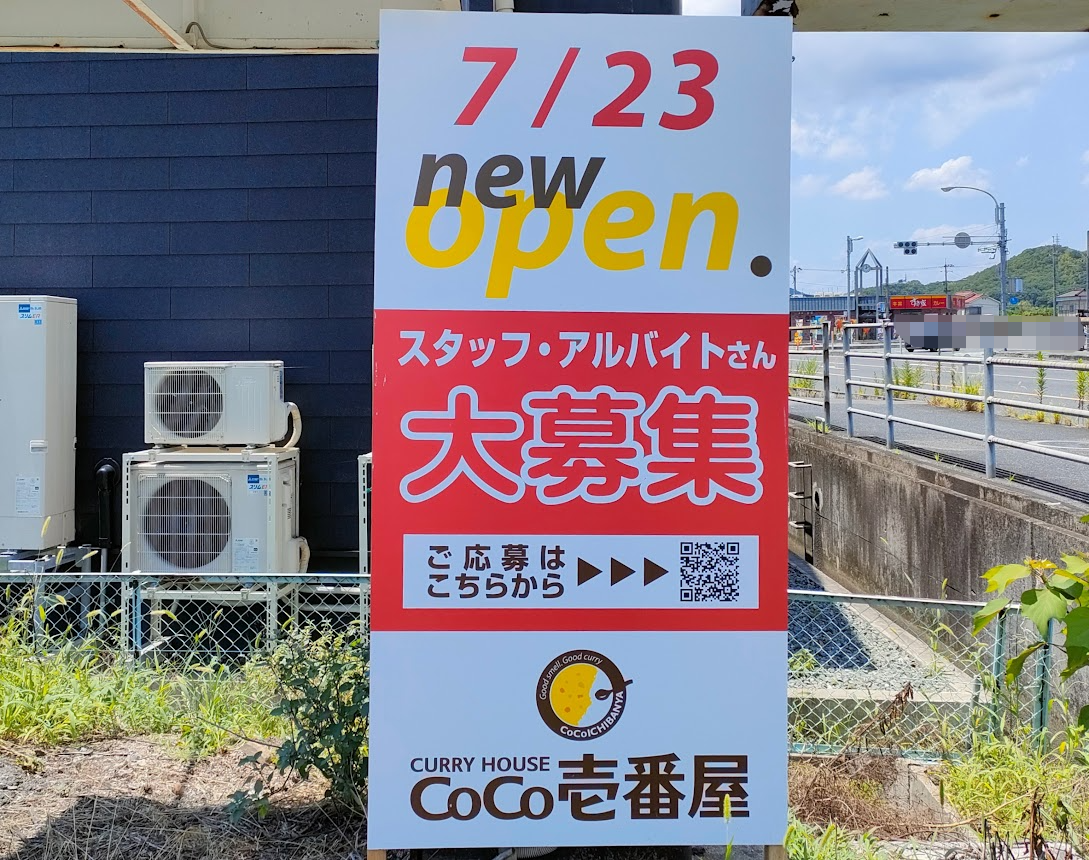 7/23
new
open.
スタッフ・アルバイトさん
大募集
ご応募は
こちらから
Good smell. Good curry
CoCoICHIBANYA
CURRY HOUSE
CoCo壱番屋